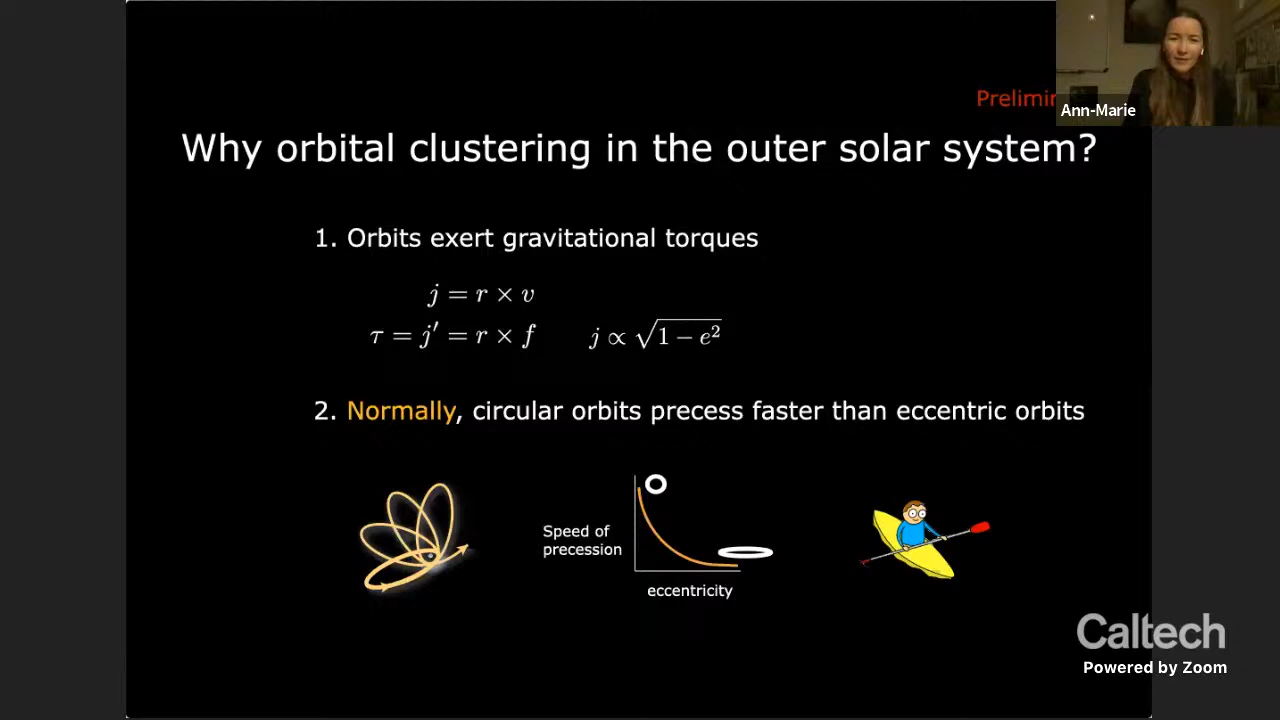 Prelimin
Ann-Marie
Why orbital clustering in the outer solar system?
1. Orbits exert gravitational torques
j = r × v
τ = j′ = r × f    j ∝ √(1 − e²)
2. Normally, circular orbits precess faster than eccentric orbits
Speed of
precession
eccentricity
Caltech
Powered by Zoom